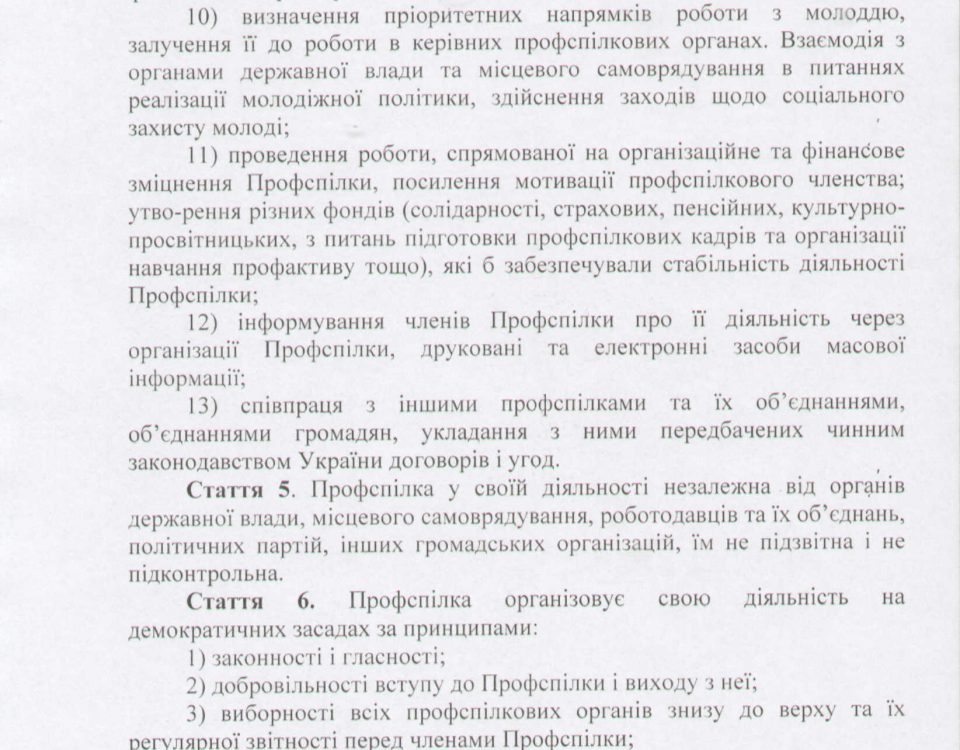 10) визначення пріоритетних напрямків роботи з молоддю,
залучення її до роботи в керівних профспілкових органах. Взаємодія з
органами державної влади та місцевого самоврядування в питаннях
реалізації молодіжної політики, здійснення заходів щодо соціального
захисту молоді;
11) проведення роботи, спрямованої на організаційне та фінансове
зміцнення Профспілки, посилення мотивації профспілкового членства;
утво-рення різних фондів (солідарності, страхових, пенсійних, культурно-
просвітницьких, з питань підготовки профспілкових кадрів та організації
навчання профактиву тощо), які б забезпечували стабільність діяльності
Профспілки;
12) інформування членів Профспілки про її діяльність через
організації Профспілки, друковані та електронні засоби масової
інформації;
13) співпраця з іншими профспілками та їх об’єднаннями,
об’єднаннями громадян, укладання з ними передбачених чинним
законодавством України договорів і угод.
Стаття 5. Профспілка у своїй діяльності незалежна від органів
державної влади, місцевого самоврядування, роботодавців та їх об’єднань,
політичних партій, інших громадських організацій, їм не підзвітна і не
підконтрольна.
Стаття 6. Профспілка організовує свою діяльність на
демократичних засадах за принципами:
1) законності і гласності;
2) добровільності вступу до Профспілки і виходу з неї;
3) виборності всіх профспілкових органів знизу до верху та їх
регулярної звітності перед членами Профспілки;